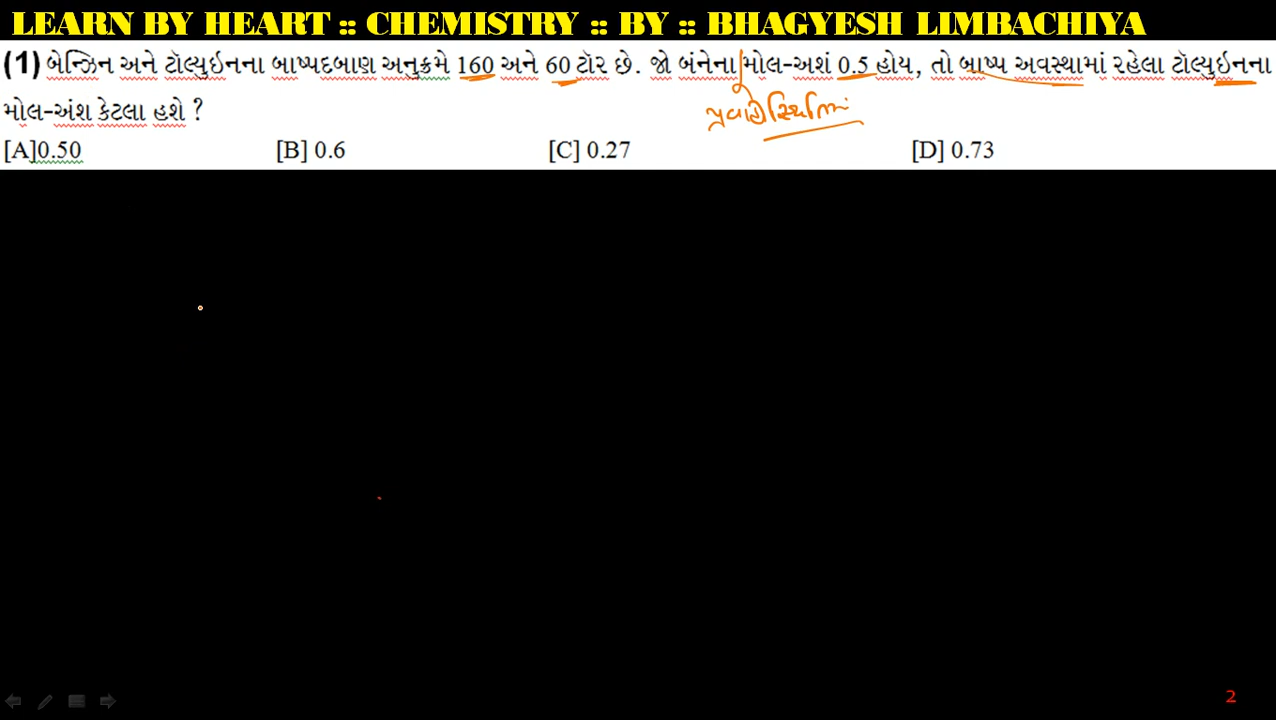 LEARN BY HEART :: CHEMISTRY :: BY :: BHAGYESH LIMBACHIYA
(1) બેન્ઝિન અને ટૉલ્યુઇનના બાષ્પદબાણ અનુક્રમે 160 અને 60 ટૉર છે. જો બંનેના મોલ-અશં 0.5 હોય, તો બાષ્પ અવસ્થામાં રહેલા ટૉલ્યુઇનના
પ્રવાહી સ્થિતિમાં
મોલ-અંશ કેટલા હશે ?
[A]0.50 [B] 0.6 [C] 0.27 [D] 0.73
2